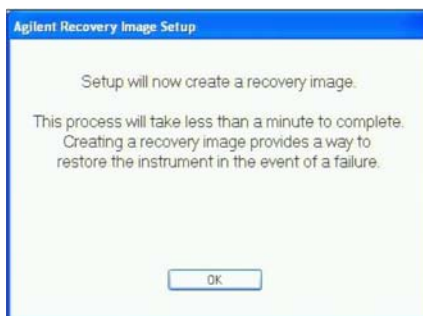 Agilent Recovery Image Setup
Setup will now create a recovery image.
This process will take less than a minute to complete.
Creating a recovery image provides a way to
restore the instrument in the event of a failure.
OK